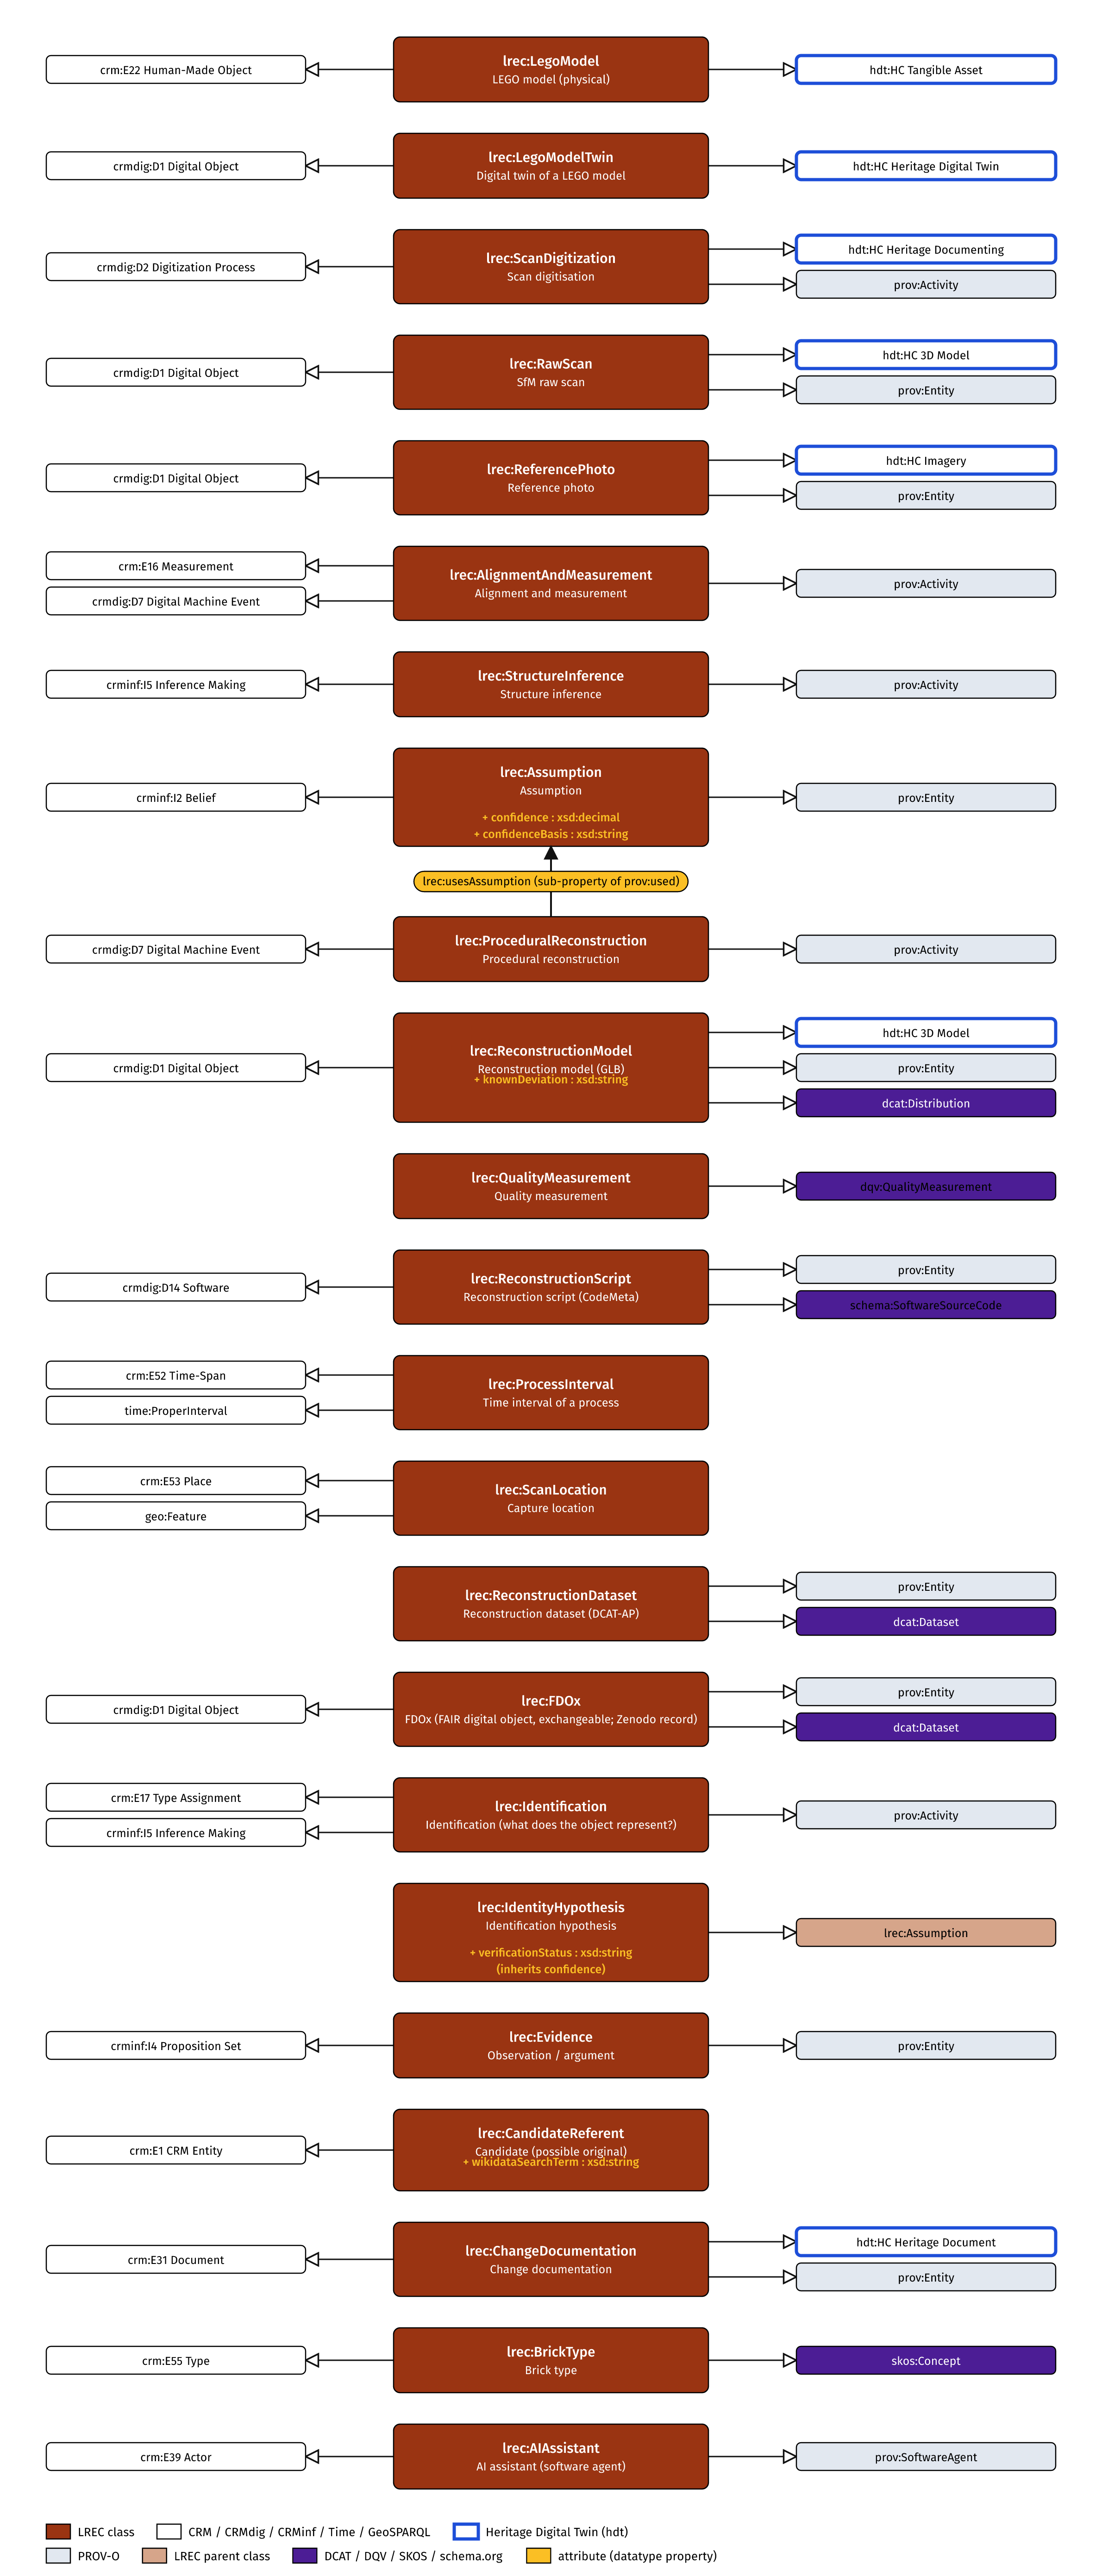 crm:E22 Human-Made Object
lrec:LegoModel
LEGO model (physical)
hdt:HC Tangible Asset
crmdig:D1 Digital Object
lrec:LegoModelTwin
Digital twin of a LEGO model
hdt:HC Heritage Digital Twin
crmdig:D2 Digitization Process
lrec:ScanDigitization
Scan digitisation
hdt:HC Heritage Documenting
prov:Activity
crmdig:D1 Digital Object
lrec:RawScan
SfM raw scan
hdt:HC 3D Model
prov:Entity
crmdig:D1 Digital Object
lrec:ReferencePhoto
Reference photo
hdt:HC Imagery
prov:Entity
crm:E16 Measurement
crmdig:D7 Digital Machine Event
lrec:AlignmentAndMeasurement
Alignment and measurement
prov:Activity
crminf:I5 Inference Making
lrec:StructureInference
Structure inference
prov:Activity
crminf:I2 Belief
lrec:Assumption
Assumption
+ confidence : xsd:decimal
+ confidenceBasis : xsd:string
prov:Entity
lrec:usesAssumption (sub-property of prov:used)
crmdig:D7 Digital Machine Event
lrec:ProceduralReconstruction
Procedural reconstruction
prov:Activity
crmdig:D1 Digital Object
lrec:ReconstructionModel
Reconstruction model (GLB)
+ knownDeviation : xsd:string
hdt:HC 3D Model
prov:Entity
dcat:Distribution
lrec:QualityMeasurement
Quality measurement
dqv:QualityMeasurement
crmdig:D14 Software
lrec:ReconstructionScript
Reconstruction script (CodeMeta)
prov:Entity
schema:SoftwareSourceCode
crm:E52 Time-Span
time:ProperInterval
lrec:ProcessInterval
Time interval of a process
crm:E53 Place
geo:Feature
lrec:ScanLocation
Capture location
lrec:ReconstructionDataset
Reconstruction dataset (DCAT-AP)
prov:Entity
dcat:Dataset
crmdig:D1 Digital Object
lrec:FDOx
FDOx (FAIR digital object, exchangeable; Zenodo record)
prov:Entity
dcat:Dataset
crm:E17 Type Assignment
crminf:I5 Inference Making
lrec:Identification
Identification (what does the object represent?)
prov:Activity
lrec:IdentityHypothesis
Identification hypothesis
+ verificationStatus : xsd:string
(inherits confidence)
lrec:Assumption
crminf:I4 Proposition Set
lrec:Evidence
Observation / argument
prov:Entity
crm:E1 CRM Entity
lrec:CandidateReferent
Candidate (possible original)
+ wikidataSearchTerm : xsd:string
crm:E31 Document
lrec:ChangeDocumentation
Change documentation
hdt:HC Heritage Document
prov:Entity
crm:E55 Type
lrec:BrickType
Brick type
skos:Concept
crm:E39 Actor
lrec:AIAssistant
AI assistant (software agent)
prov:SoftwareAgent
LREC class
CRM / CRMdig / CRMinf / Time / GeoSPARQL
Heritage Digital Twin (hdt)
PROV-O
LREC parent class
DCAT / DQV / SKOS / schema.org
attribute (datatype property)